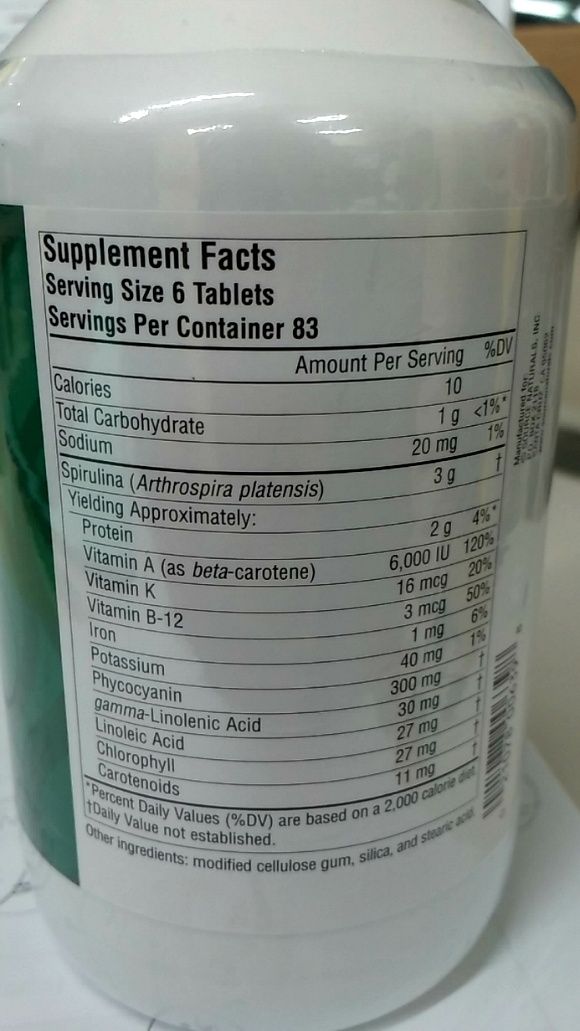 Supplement Facts
Serving Size 6 Tablets
Servings Per Container 83
Amount Per Serving %DV
Calories 10
Total Carbohydrate 1 g <1%*
Sodium 20 mg 1%
Spirulina (Arthrospira platensis) 3 g †
Yielding Approximately:
Protein 2 g 4%*
Vitamin A (as beta-carotene) 6,000 IU 120%
Vitamin K 16 mcg 20%
Vitamin B-12 3 mcg 50%
Iron 1 mg 6%
Potassium 40 mg 1%
Phycocyanin 300 mg †
gamma-Linolenic Acid 30 mg †
Linoleic Acid 27 mg †
Chlorophyll 27 mg †
Carotenoids 11 mg †
*Percent Daily Values (%DV) are based on a 2,000 calorie diet.
†Daily Value not established.
Other ingredients: modified cellulose gum, silica, and stearic acid.
Manufactured for:
SOURCE NATURALS, INC